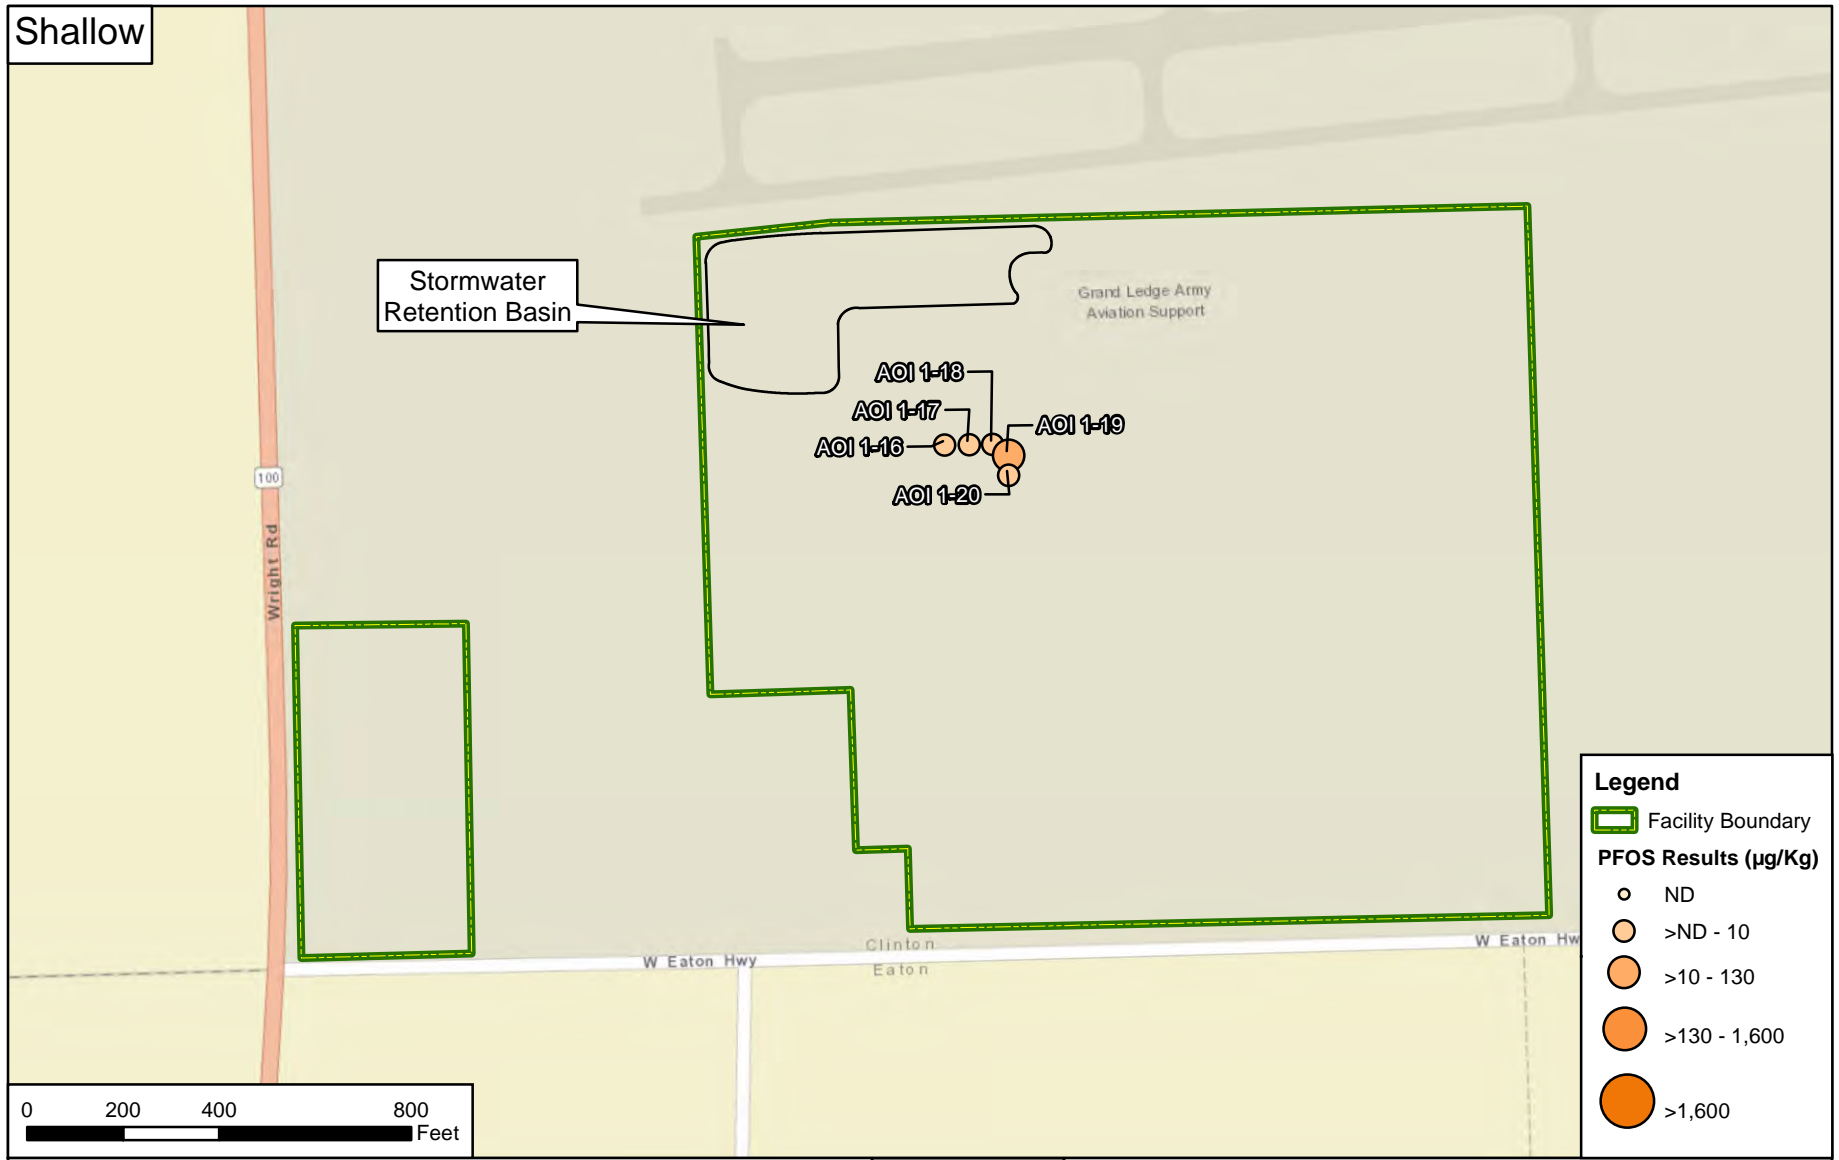 Shallow
Stormwater
Retention Basin
Grand Ledge Army
Aviation Support
AOI 1-18
AOI 1-17
AOI 1-19
AOI 1-16
AOI 1-20
100
Wright Rd
Clinton
W Eaton Hwy
Eaton
W Eaton Hw
Legend
Facility Boundary
PFOS Results (µg/Kg)
ND
>ND - 10
>10 - 130
>130 - 1,600
>1,600
0 200 400 800
Feet